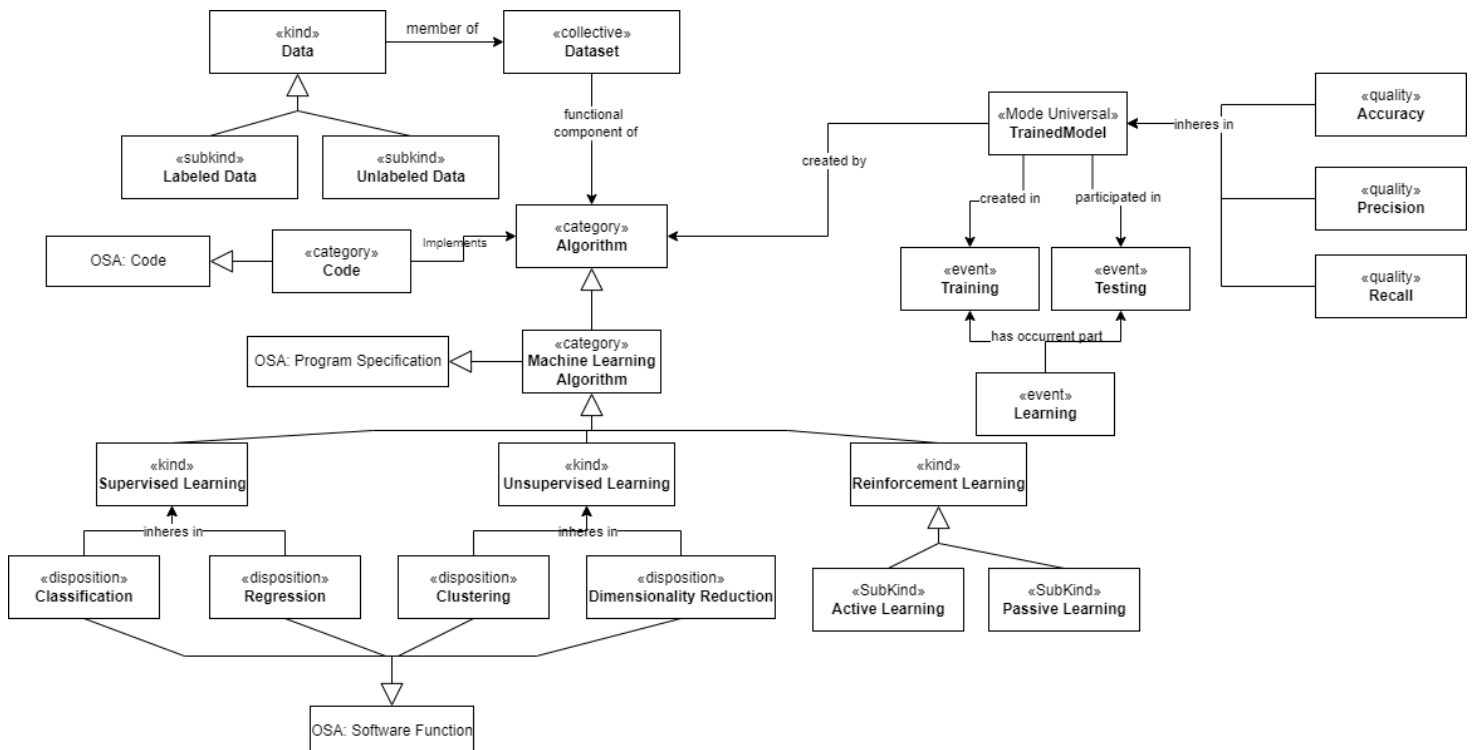 «kind»
Data
member of
«collective»
Dataset
functional
component of
«subkind»
Labeled Data
«subkind»
Unlabeled Data
«Mode Universal»
TrainedModel
inheres in
«quality»
Accuracy
«quality»
Precision
«quality»
Recall
created by
created in
participated in
OSA: Code
«category»
Code
Implements
«category»
Algorithm
«event»
Training
«event»
Testing
has occurrent part
«event»
Learning
OSA: Program Specification
«category»
Machine Learning
Algorithm
«kind»
Supervised Learning
«kind»
Unsupervised Learning
«kind»
Reinforcement Learning
inheres in
inheres in
«disposition»
Classification
«disposition»
Regression
«disposition»
Clustering
«disposition»
Dimensionality Reduction
«SubKind»
Active Learning
«SubKind»
Passive Learning
OSA: Software Function